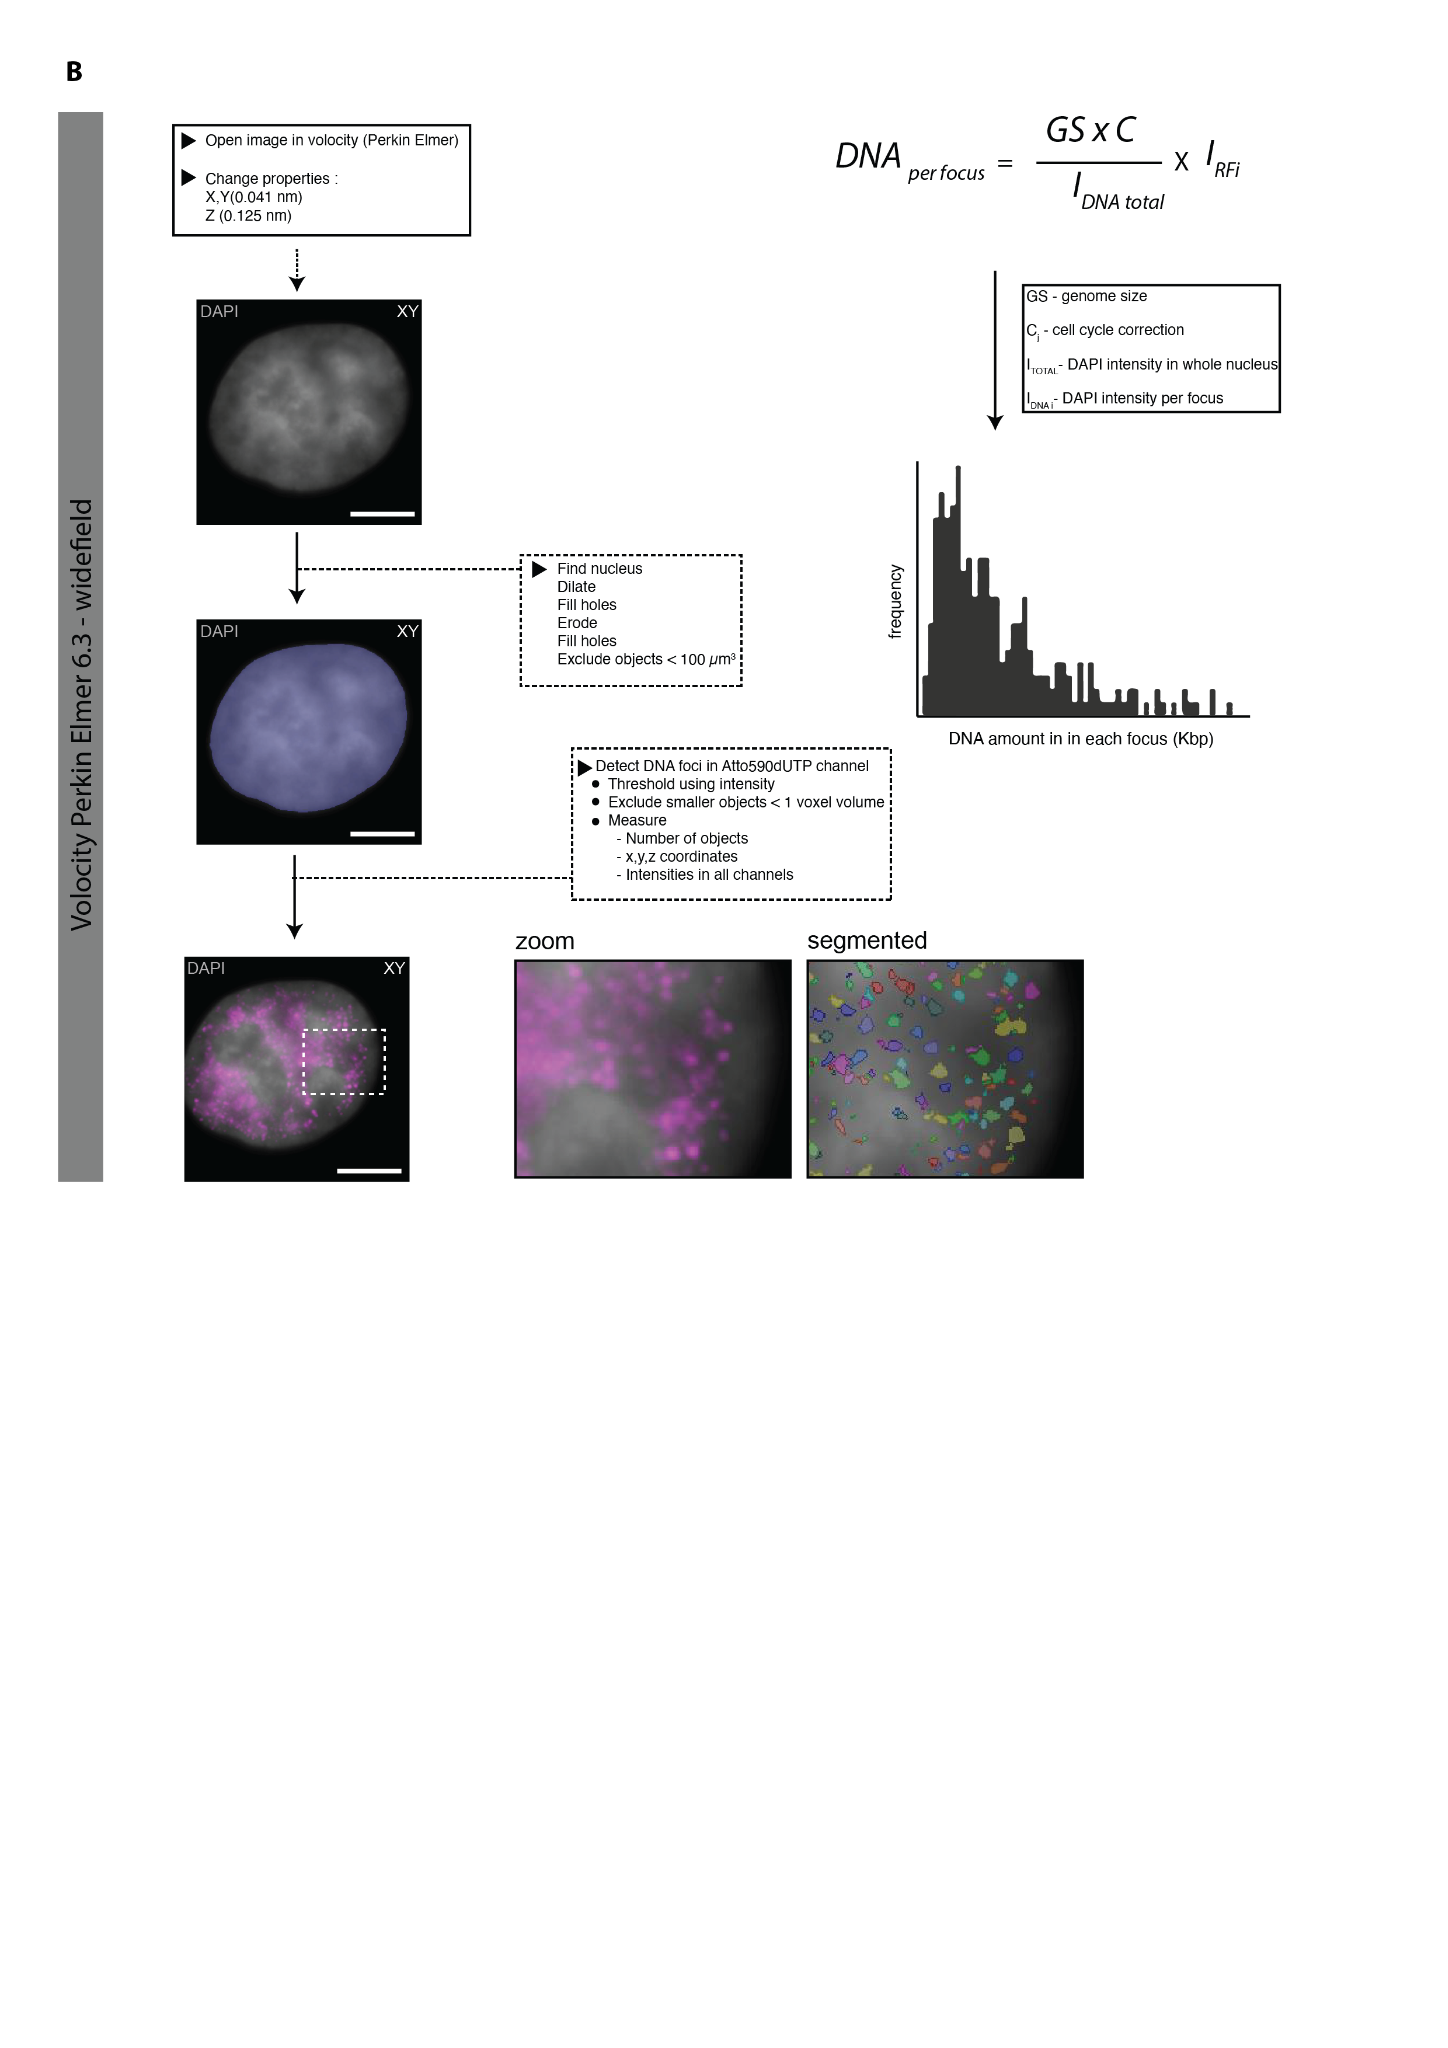 B
Volocity Perkin Elmer 6.3 - widefield
Open image in volocity (Perkin Elmer)
Change properties :
X,Y(0.041 nm)
Z (0.125 nm)
DAPI XY
Find nucleus
Dilate
Fill holes
Erode
Fill holes
Exclude objects < 100 µm³
DAPI XY
Detect DNA foci in Atto590dUTP channel
Threshold using intensity
Exclude smaller objects < 1 voxel volume
Measure
- Number of objects
- x,y,z coordinates
- Intensities in all channels
DAPI XY
zoom
segmented
DNA per focus = GS x C / I DNA total X I RFi
GS - genome size
Ci - cell cycle correction
I TOTAL - DAPI intensity in whole nucleus
I DNA i - DAPI intensity per focus
frequency
DNA amount in in each focus (Kbp)